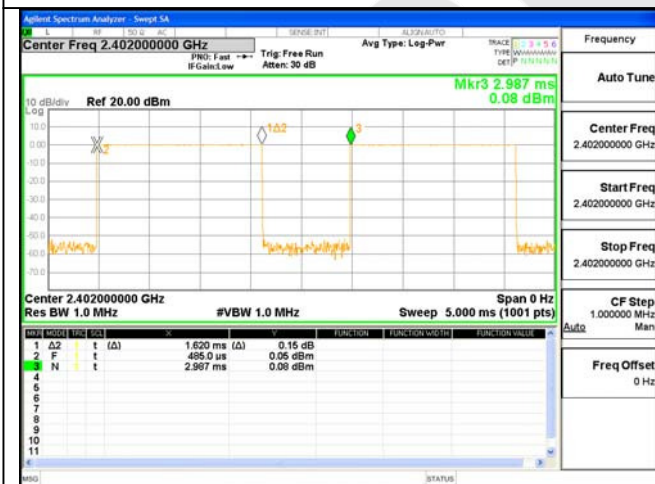 Agilent Spectrum Analyzer - Swept SA
L RF 50 Ω AC SENSE:INT ALIGNAUTO
Center Freq 2.402000000 GHz
PNO: Fast
IFGain:Low
Trig: Free Run
Atten: 30 dB
Avg Type: Log-Pwr
TRACE 1 2 3 4 5 6
TYPE
DET P N N N N N
Mkr3 2.987 ms
0.08 dBm
10 dB/div Ref 20.00 dBm
Log
10.0
0.00
-10.0
-20.0
-30.0
-40.0
-50.0
-60.0
-70.0
2
1Δ2
3
Center 2.402000000 GHz Span 0 Hz
Res BW 1.0 MHz #VBW 1.0 MHz Sweep 5.000 ms (1001 pts)
MKR MODE TRC SCL X Y FUNCTION FUNCTION WIDTH FUNCTION VALUE
1 Δ2 1 t (Δ) 1.620 ms (Δ) 0.15 dB
2 F 1 t 485.0 µs 0.05 dBm
3 N 1 t 2.987 ms 0.08 dBm
4
5
6
7
8
9
10
11
MSG STATUS
Frequency
Auto Tune
Center Freq
2.402000000 GHz
Start Freq
2.402000000 GHz
Stop Freq
2.402000000 GHz
CF Step
1.000000 MHz
Auto Man
Freq Offset
0 Hz